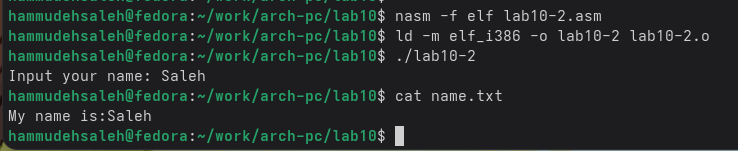 hammudehsaleh@fedora:~/work/arch-pc/lab10$ nasm -f elf lab10-2.asm
hammudehsaleh@fedora:~/work/arch-pc/lab10$ ld -m elf_i386 -o lab10-2 lab10-2.o
hammudehsaleh@fedora:~/work/arch-pc/lab10$ ./lab10-2
Input your name: Saleh
hammudehsaleh@fedora:~/work/arch-pc/lab10$ cat name.txt
My name is:Saleh
hammudehsaleh@fedora:~/work/arch-pc/lab10$